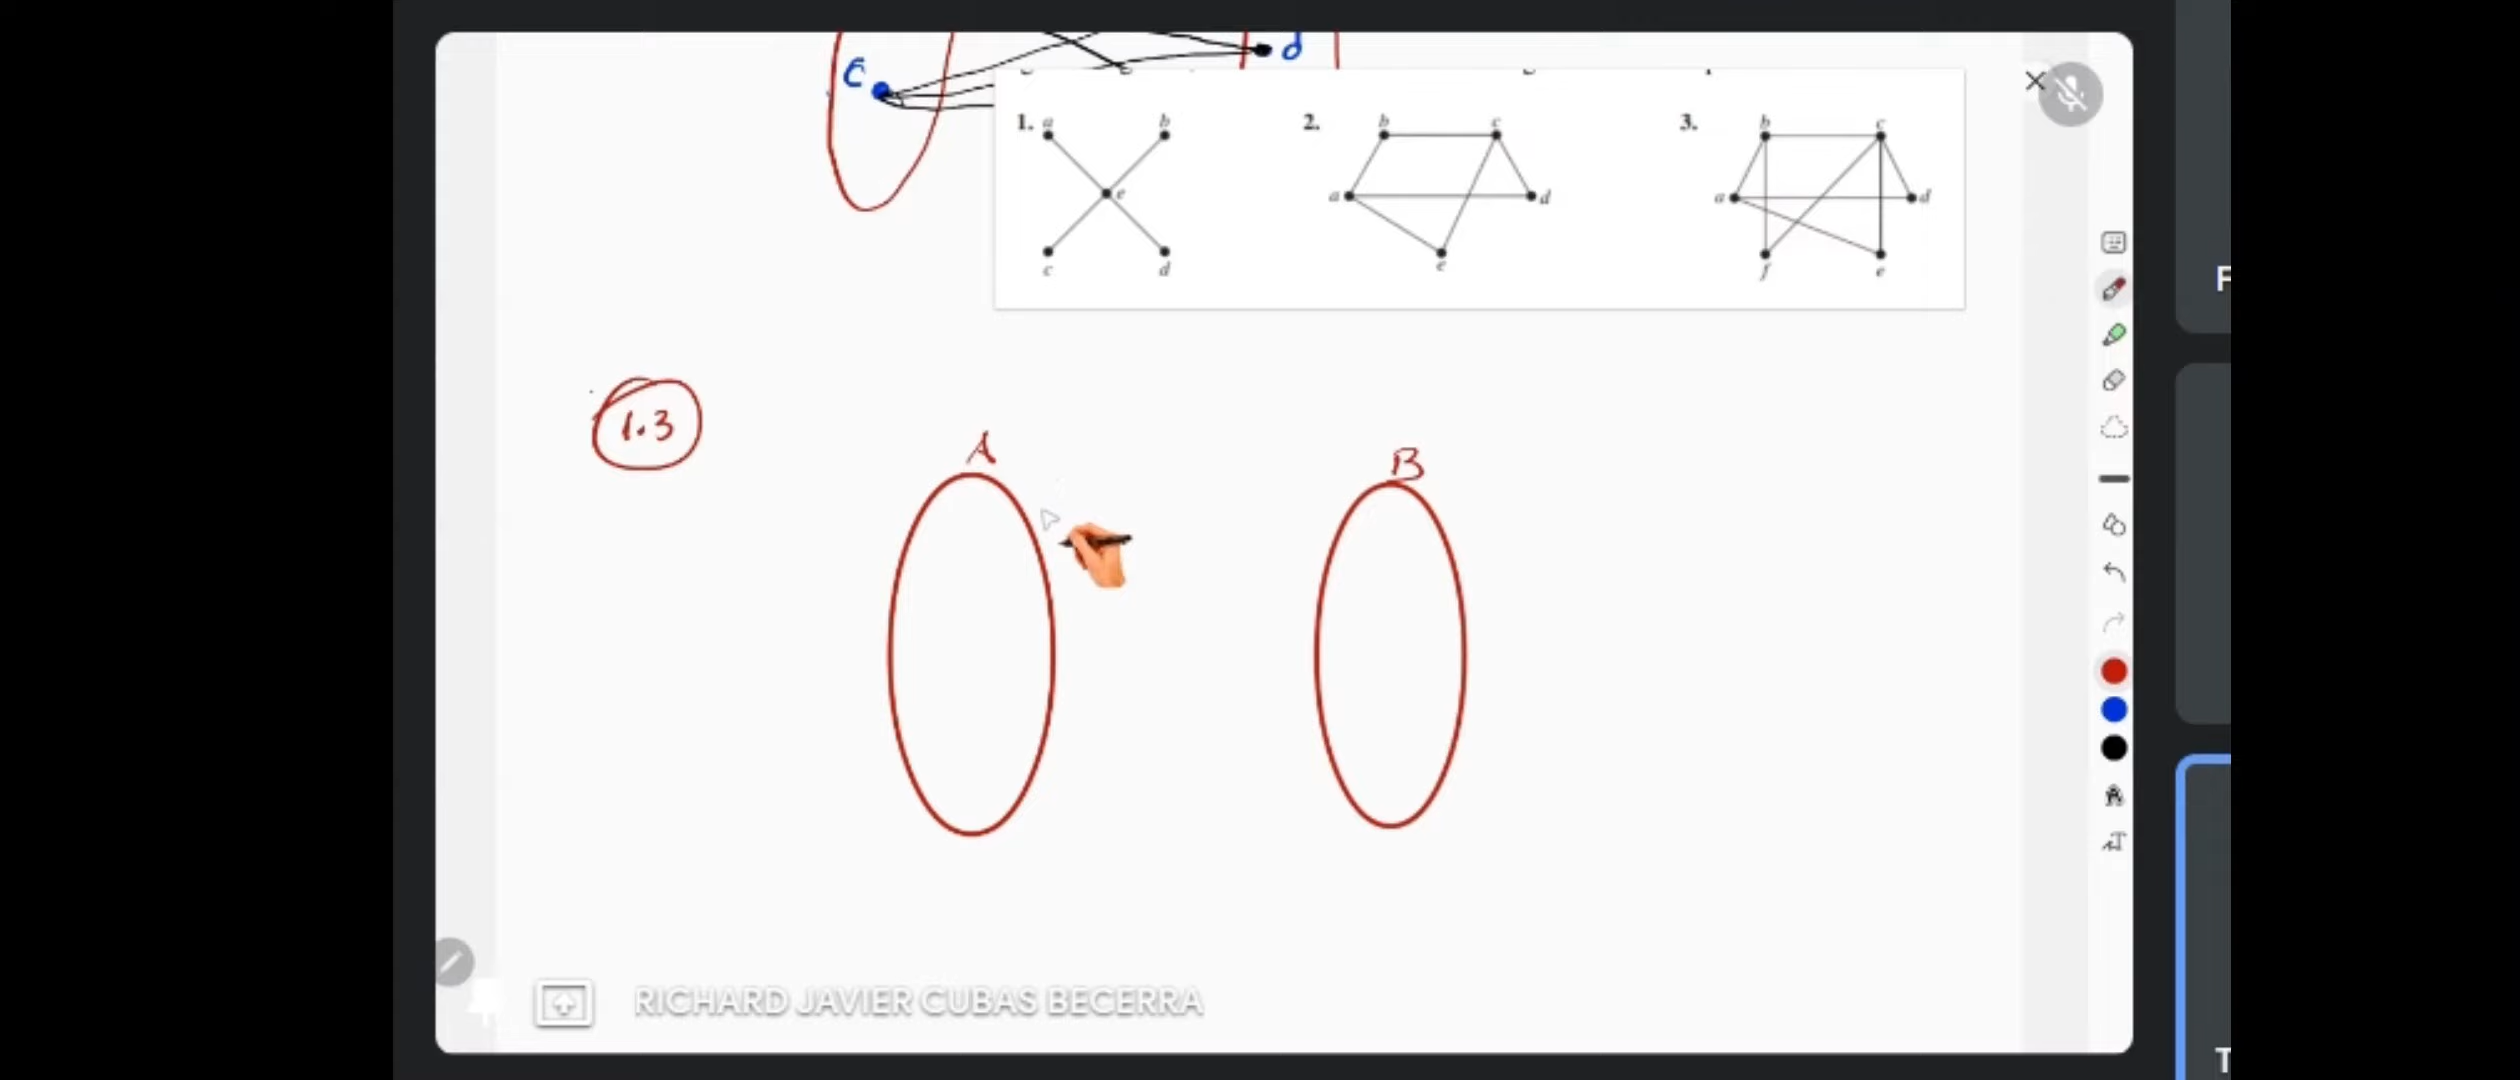 c
d
1. a b
e
c d
2. b c
a d
e
3. b c
a d
f e
1.3
A
B
RICHARD JAVIER CUBAS BECERRA
F
T